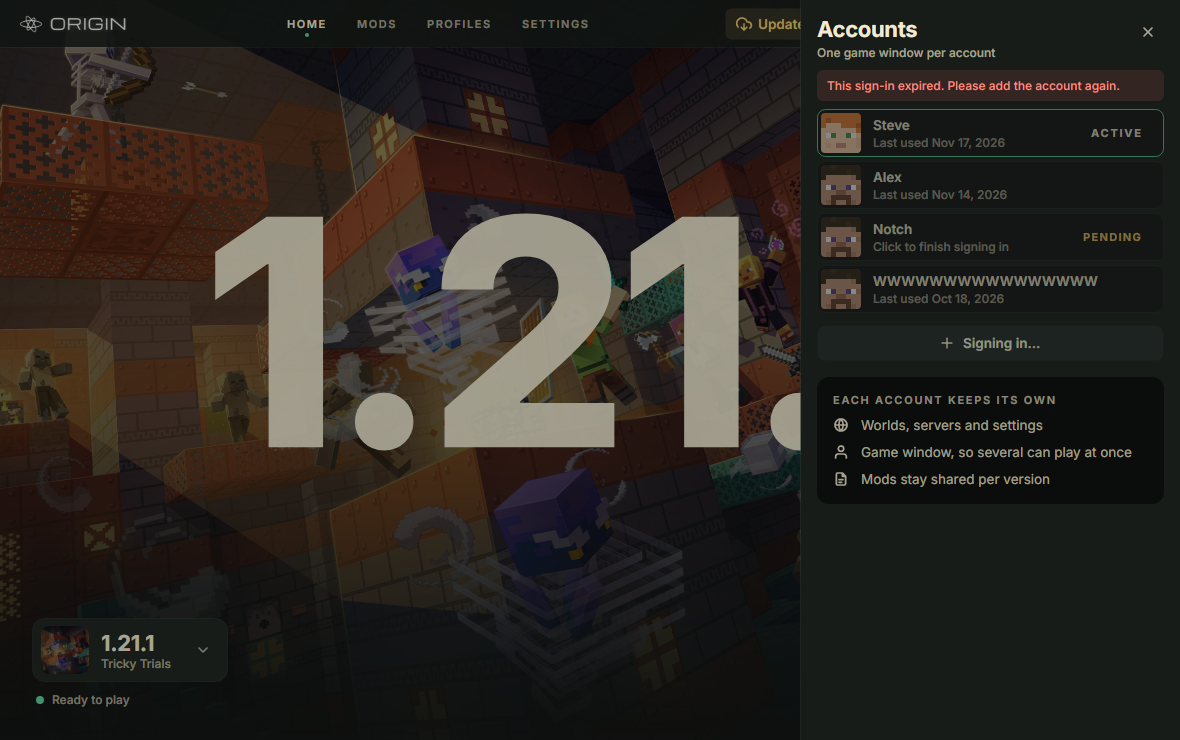 ORIGIN
HOME
MODS
PROFILES
SETTINGS
Update
1.21.
1.21.1
Tricky Trials
Ready to play
Accounts
One game window per account
This sign-in expired. Please add the account again.
Steve
Last used Nov 17, 2026
ACTIVE
Alex
Last used Nov 14, 2026
Notch
Click to finish signing in
PENDING
WWWWWWWWWWWWWWWW
Last used Oct 18, 2026
Signing in...
EACH ACCOUNT KEEPS ITS OWN
Worlds, servers and settings
Game window, so several can play at once
Mods stay shared per version